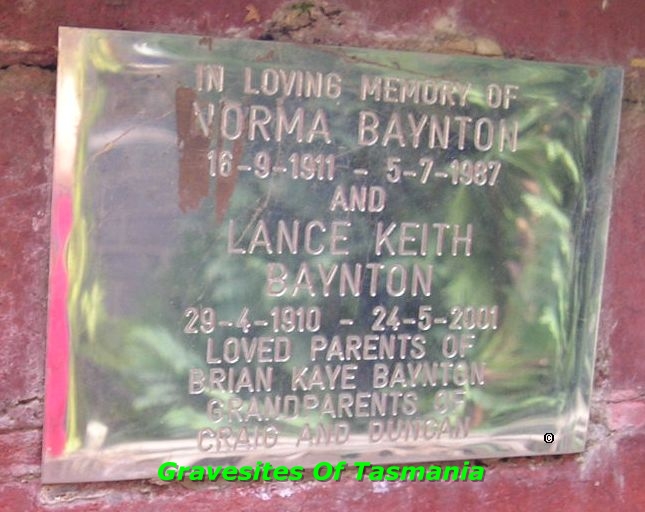 IN LOVING MEMORY OF
NORMA BAYNTON
16-9-1911 - 5-7-1987
AND
LANCE KEITH
BAYNTON
29-4-1910 - 24-5-2001
LOVED PARENTS OF
BRIAN KAYE BAYNTON
GRANDPARENTS OF
CRAIG AND DUNCAN
©
Gravesites Of Tasmania